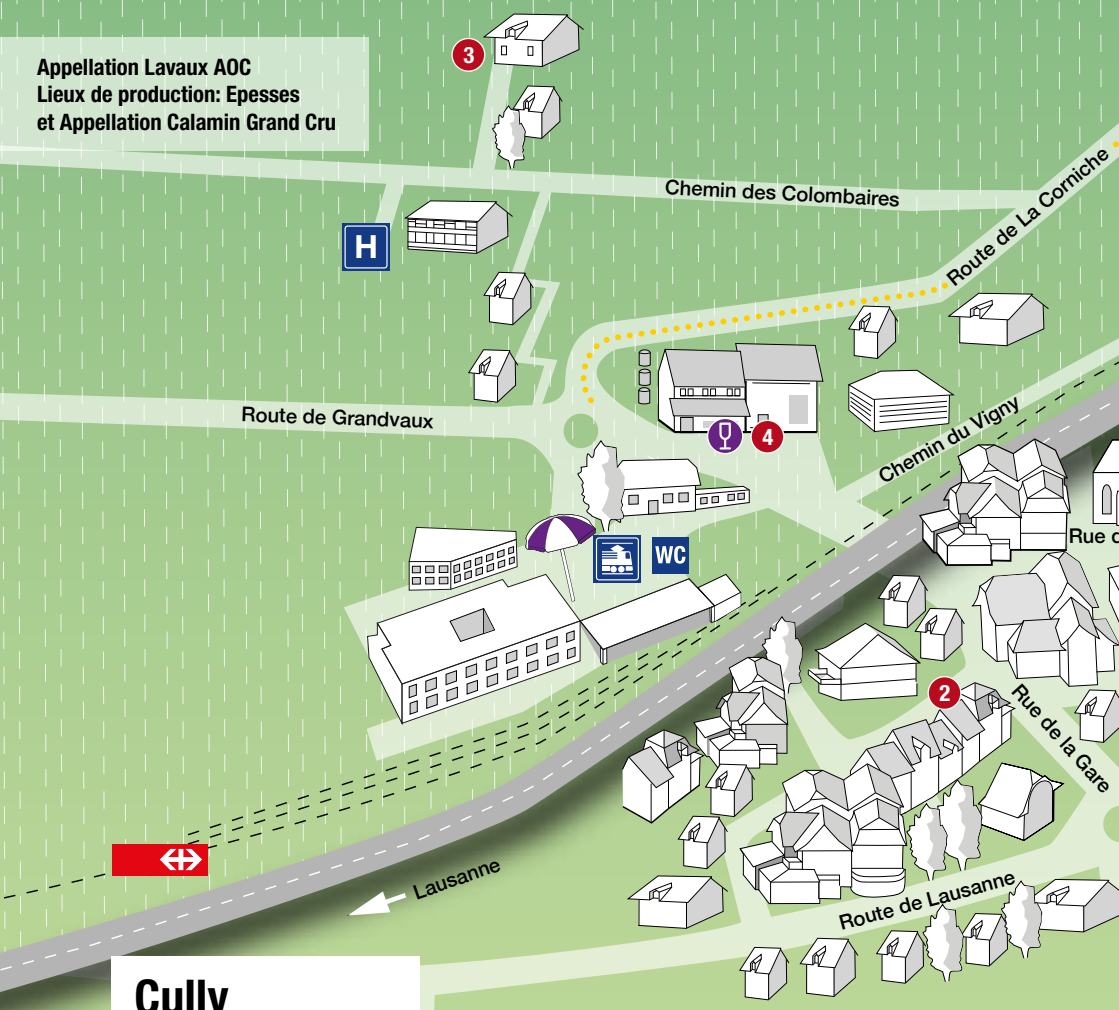 Appellation Lavaux AOC
Lieux de production: Epesses
et Appellation Calamin Grand Cru
3
Chemin des Colombaires
Route de La Corniche
H
Route de Grandvaux
4
Chemin du Vigny
Rue d
WC
2
Rue de la Gare
Lausanne
Route de Lausanne
Cully